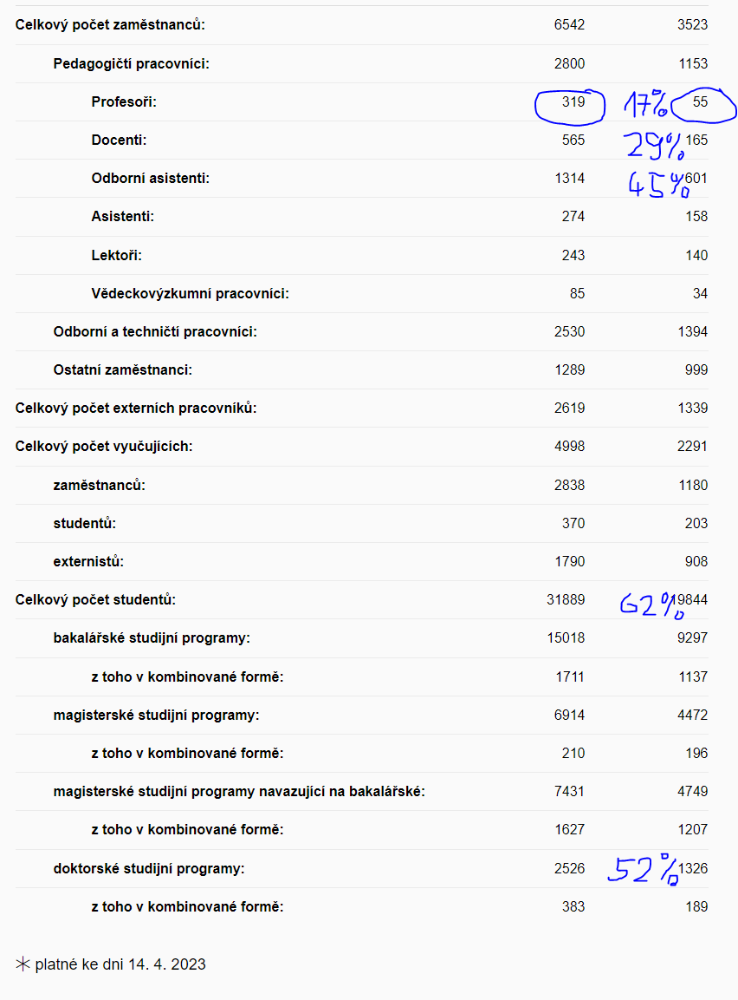 Celkový počet zaměstnanců: 6542 3523
Pedagogičtí pracovníci: 2800 1153
Profesoři: 319 17% 55
Docenti: 565 29% 165
Odborní asistenti: 1314 45% 601
Asistenti: 274 158
Lektoři: 243 140
Vědeckovýzkumní pracovníci: 85 34
Odborní a techničtí pracovníci: 2530 1394
Ostatní zaměstnanci: 1289 999
Celkový počet externích pracovníků: 2619 1339
Celkový počet vyučujících: 4998 2291
zaměstnanců: 2838 1180
studentů: 370 203
externistů: 1790 908
Celkový počet studentů: 31889 62% 19844
bakalářské studijní programy: 15018 9297
z toho v kombinované formě: 1711 1137
magisterské studijní programy: 6914 4472
z toho v kombinované formě: 210 196
magisterské studijní programy navazující na bakalářské: 7431 4749
z toho v kombinované formě: 1627 1207
doktorské studijní programy: 2526 52% 1326
z toho v kombinované formě: 383 189
* platné ke dni 14. 4. 2023